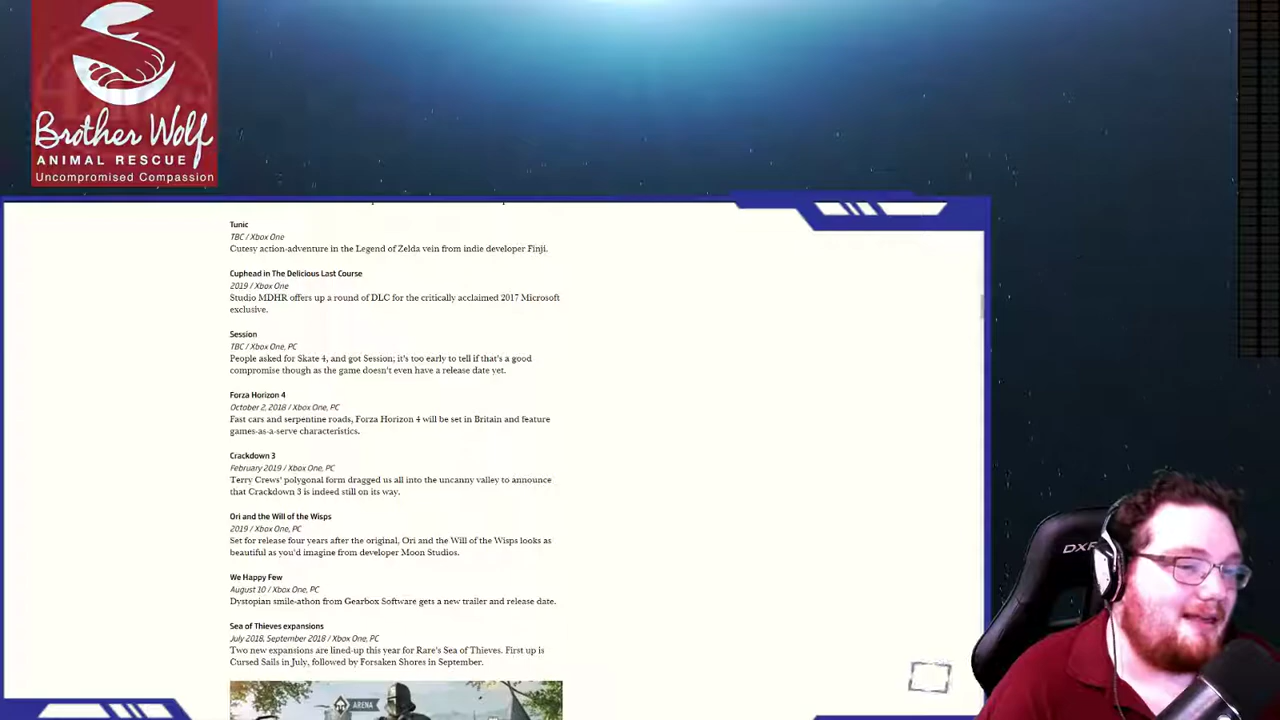 Brother Wolf
ANIMAL RESCUE
Uncompromised Compassion
Tunic
TBC / Xbox One
Cutesy action-adventure in the Legend of Zelda vein from indie developer Finji.
Cuphead in The Delicious Last Course
2019 / Xbox One
Studio MDHR offers up a round of DLC for the critically acclaimed 2017 Microsoft
exclusive.
Session
TBC / Xbox One, PC
People asked for Skate 4, and got Session; it's too early to tell if that's a good
compromise though as the game doesn't even have a release date yet.
Forza Horizon 4
October 2, 2018 / Xbox One, PC
Fast cars and serpentine roads, Forza Horizon 4 will be set in Britain and feature
games-as-a-serve characteristics.
Crackdown 3
February 2019 / Xbox One, PC
Terry Crews' polygonal form dragged us all into the uncanny valley to announce
that Crackdown 3 is indeed still on its way.
Ori and the Will of the Wisps
2019 / Xbox One, PC
Set for release four years after the original, Ori and the Will of the Wisps looks as
beautiful as you'd imagine from developer Moon Studios.
We Happy Few
August 10 / Xbox One, PC
Dystopian smile-athon from Gearbox Software gets a new trailer and release date.
Sea of Thieves expansions
July 2018, September 2018 / Xbox One, PC
Two new expansions are lined-up this year for Rare's Sea of Thieves. First up is
Cursed Sails in July, followed by Forsaken Shores in September.
ARENA